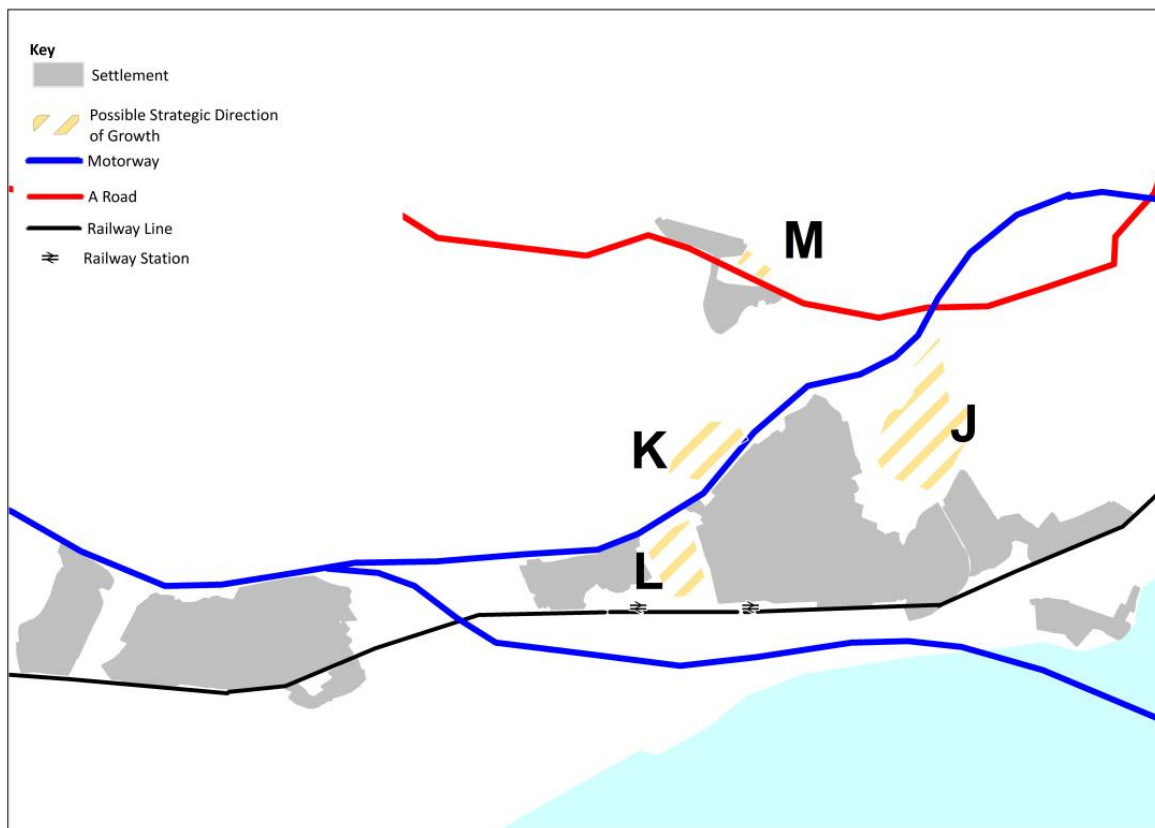 Key
Settlement
Possible Strategic Direction
of Growth
Motorway
A Road
Railway Line
Railway Station
M
J
K
L